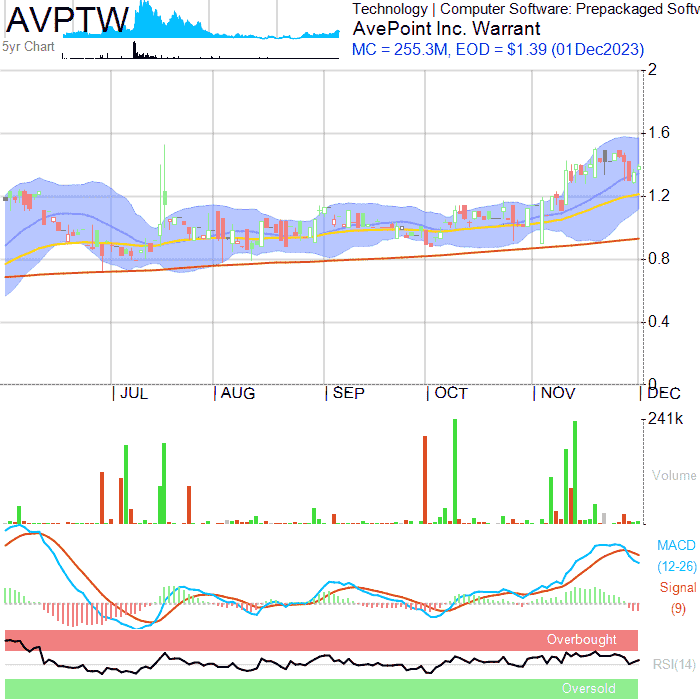 AVPTW
Technology | Computer Software: Prepackaged Softw
AvePoint Inc. Warrant
5yr Chart
MC = 255.3M, EOD = $1.39 (01Dec2023)
2
1.6
1.2
0.8
0.4
0
JUL AUG SEP OCT NOV DEC
241k
Volume
MACD
(12-26)
Signal
(9)
Overbought
RSI(14)
Oversold